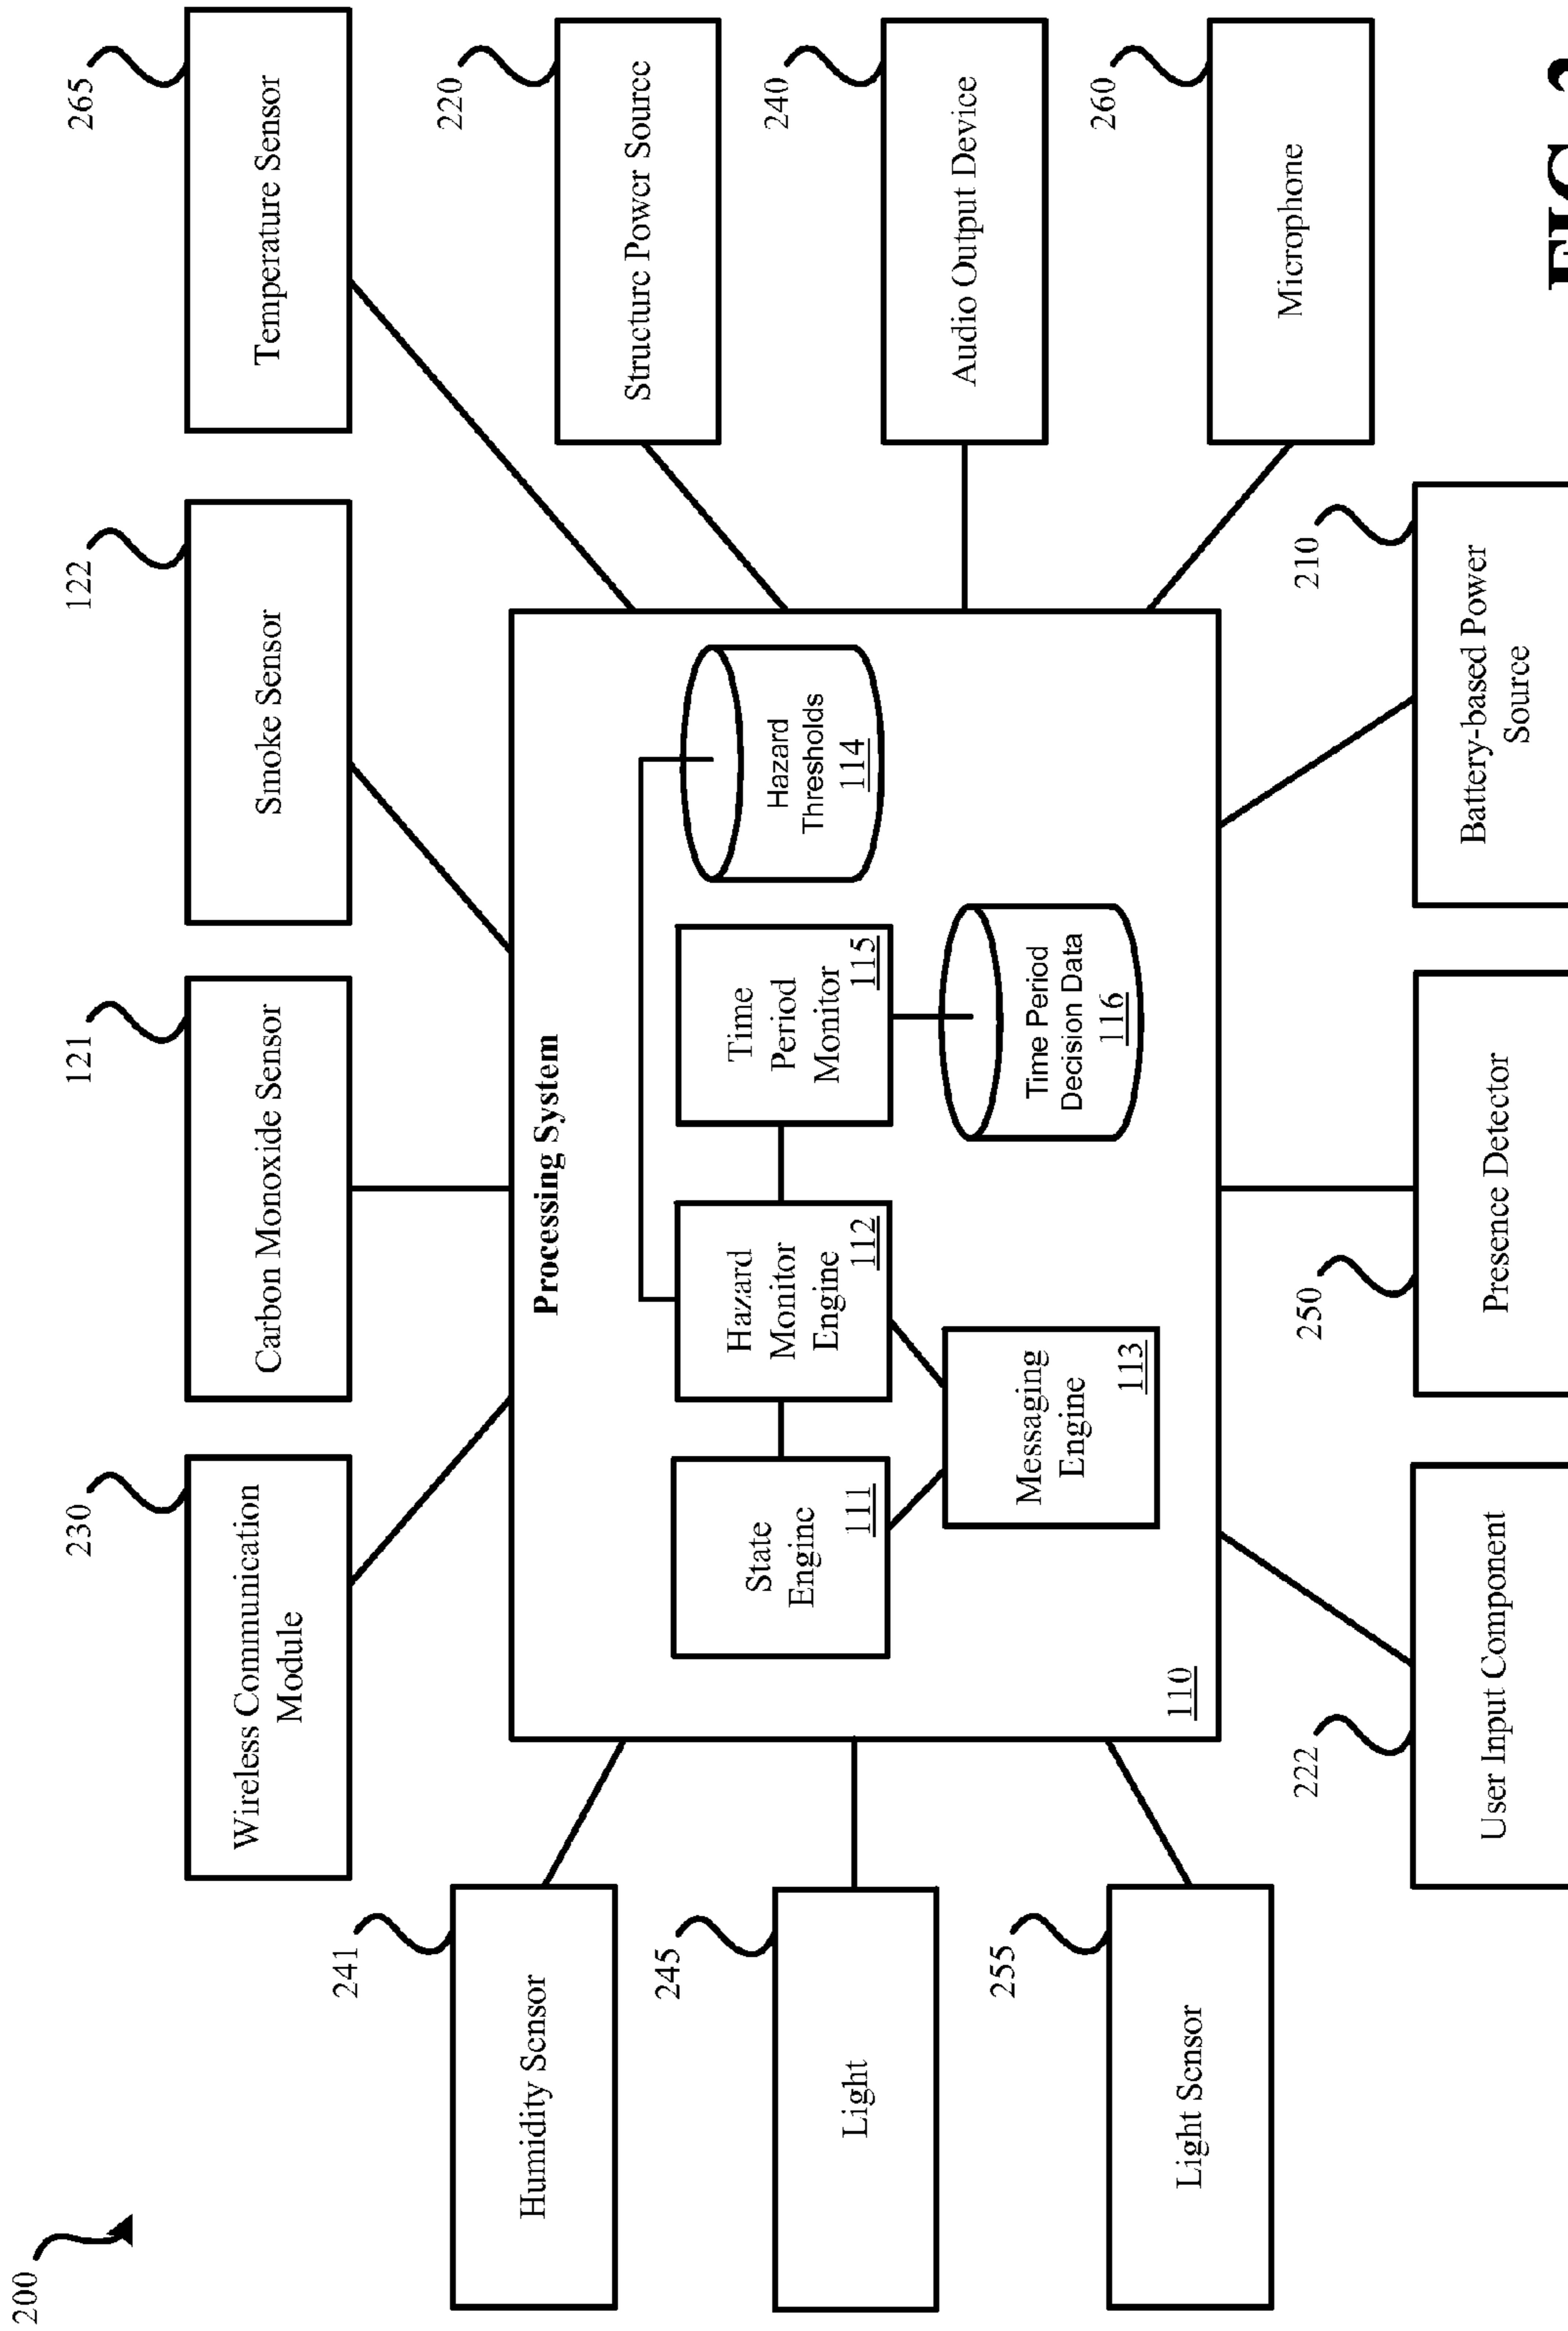 200
230
121
122
265
Wireless Communication
Module
Carbon Monoxide Sensor
Smoke Sensor
Temperature Sensor
241
Humidity Sensor
245
Light
255
Light Sensor
Processing System
State
Engine
111
Hazard
Monitor
Engine
112
Time
Period
Monitor
115
Hazard
Thresholds
114
Messaging
Engine
113
Time Period
Decision Data
116
110
220
Structure Power Source
240
Audio Output Device
260
Microphone
222
User Input Component
250
Presence Detector
210
Battery-based Power
Source
FIG.